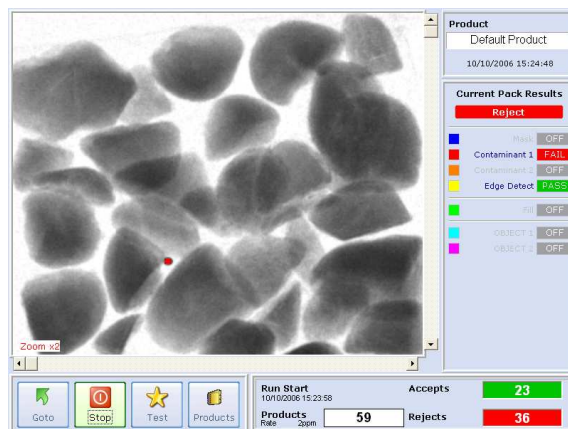 Product
Default Product
10/10/2006 15:24:48
Current Pack Results
Reject
Mask OFF
Contaminant 1 FAIL
Contaminant 2 OFF
Edge Detect PASS
Fill OFF
OBJECT 1 OFF
OBJECT 2 OFF
Zoom x2
Goto
Stop
Test
Products
Run Start
10/10/2006 15:23:58
Accepts 23
Products 59
Rate 2ppm
Rejects 36